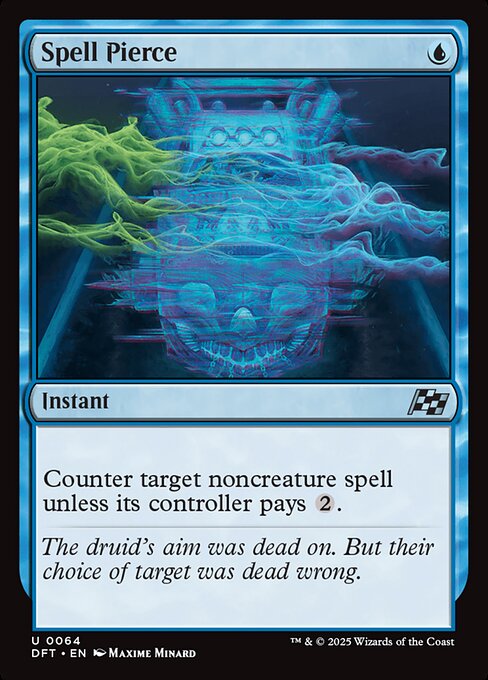 Spell Pierce
Instant
Counter target noncreature spell
unless its controller pays 2.
The druid's aim was dead on. But their
choice of target was dead wrong.
U 0064
DFT • EN Maxime Minard
™ & © 2025 Wizards of the Coast